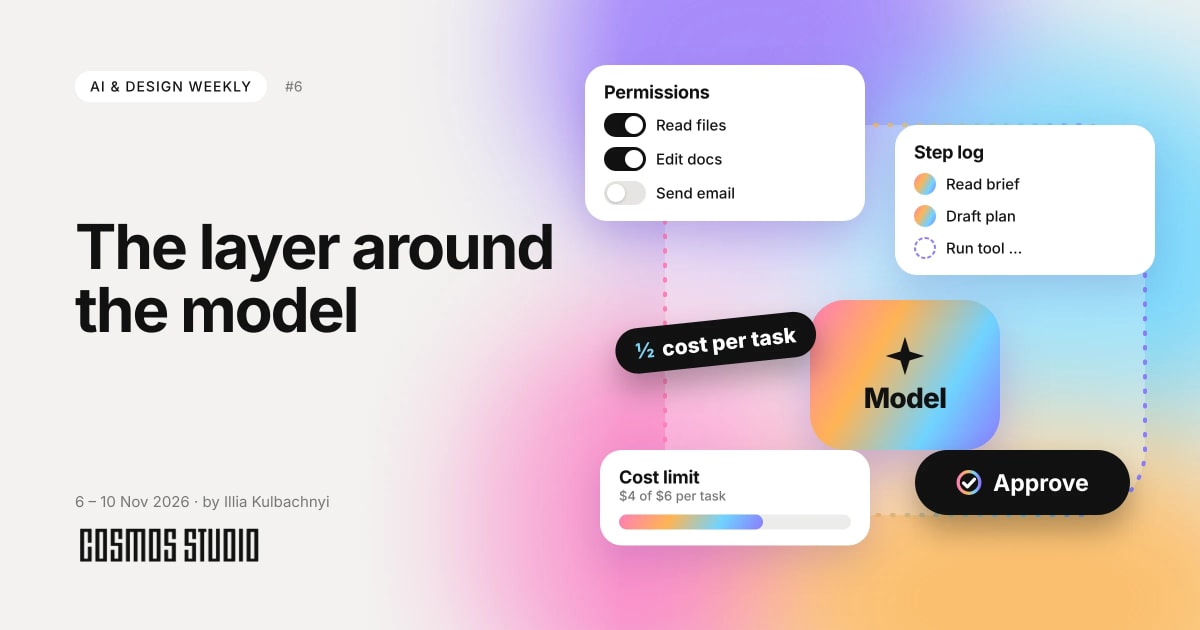 AI & DESIGN WEEKLY #6
The layer around
the model
6 – 10 Nov 2026 · by Illia Kulbachnyi
COSMOS STUDIO
Permissions
Read files
Edit docs
Send email
Step log
Read brief
Draft plan
Run tool ...
½ cost per task
Model
Cost limit
$4 of $6 per task
Approve